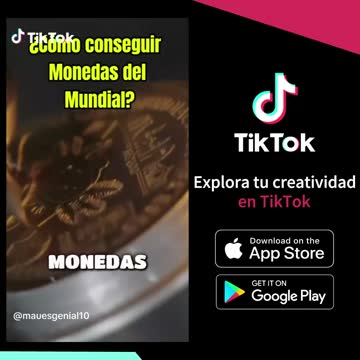 TikTok
¿Cómo conseguir
Monedas del
Mundial?
MONEDAS
@mauesgenial10
TikTok
Explora tu creatividad
en TikTok
Download on the
App Store
GET IT ON
Google Play